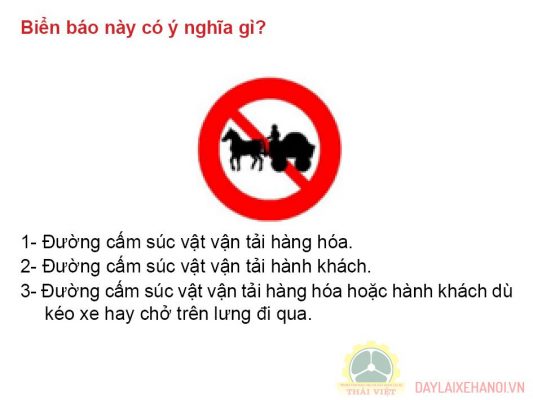 Biển báo này có ý nghĩa gì?
1- Đường cấm súc vật vận tải hàng hóa.
2- Đường cấm súc vật vận tải hành khách.
3- Đường cấm súc vật vận tải hàng hóa hoặc hành khách dù
kéo xe hay chở trên lưng đi qua.
THÁI VIỆT
DAYLAIXEHANOI.VN